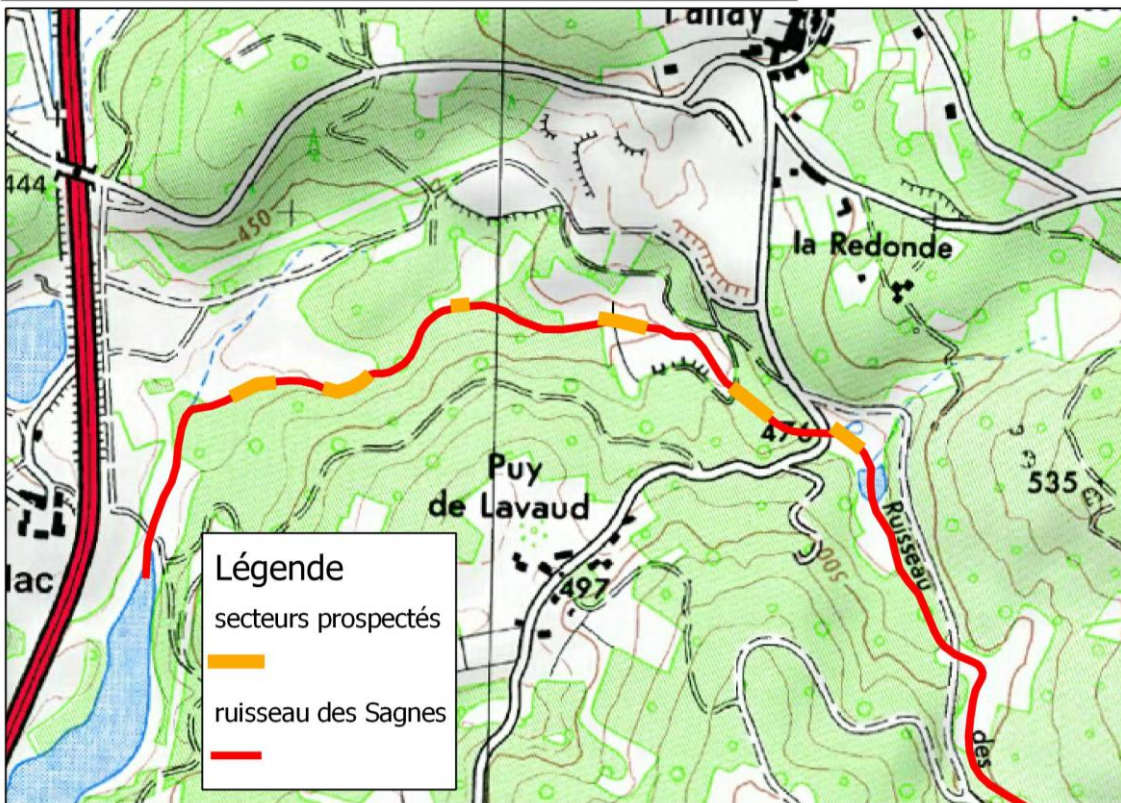 444
450
la Redonde
476
Puy
de Lavaud
535
Ruisseau
500
497
lac
des
Légende
secteurs prospectés
ruisseau des Sagnes